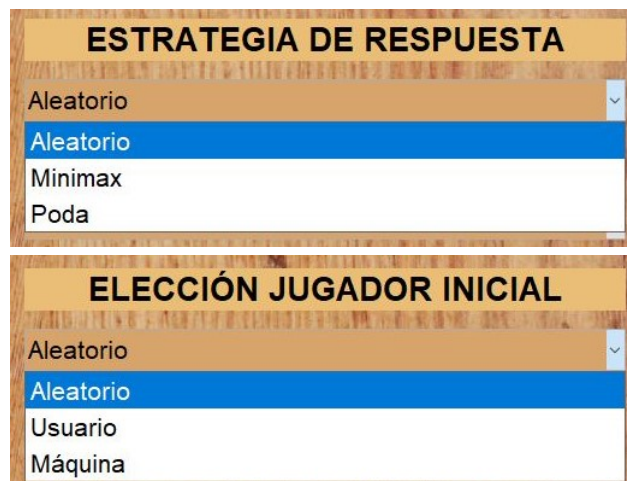 ESTRATEGIA DE RESPUESTA
Aleatorio
Aleatorio
Minimax
Poda
ELECCIÓN JUGADOR INICIAL
Aleatorio
Aleatorio
Usuario
Máquina